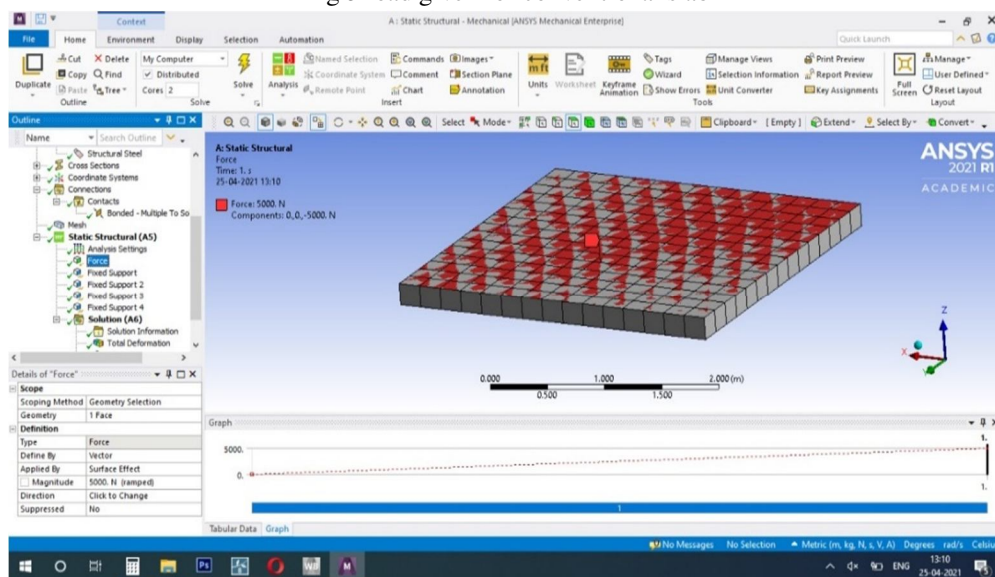 Context
A : Static Structural - Mechanical [ANSYS Mechanical Enterprise]
File Home Environment Display Selection Automation
Quick Launch
Duplicate
Cut
Copy
Paste
Delete
Find
Tree
Outline
My Computer
Distributed
Cores 2
Solve
Solve
Analysis
Named Selection
Coordinate System
Remote Point
Commands
Comment
Chart
Images
Section Plane
Annotation
Insert
Units
Worksheet
Keyframe
Animation
Tags
Wizard
Show Errors
Manage Views
Selection Information
Unit Converter
Print Preview
Report Preview
Key Assignments
Tools
Full
Screen
Manage
User Defined
Reset Layout
Layout
Outline
Name
Search Outline
Select Mode
Clipboard [ Empty ] Extend Select By Convert
Structural Steel
Cross Sections
Coordinate Systems
Connections
Contacts
Bonded - Multiple To So
Mesh
Static Structural (A5)
Analysis Settings
Force
Fixed Support
Fixed Support 2
Fixed Support 3
Fixed Support 4
Solution (A6)
Solution Information
Total Deformation
A: Static Structural
Force
Time: 1. s
25-04-2021 13:10
Force: 5000. N
Components: 0.,0.,-5000. N
ANSYS
2021 R1
ACADEMIC
Z
X
Y
0.000 1.000 2.000 (m)
0.500 1.500
Details of "Force"
Scope
Scoping Method Geometry Selection
Geometry 1 Face
Definition
Type Force
Define By Vector
Applied By Surface Effect
Magnitude 5000. N (ramped)
Direction Click to Change
Suppressed No
Graph
1.
5000.
0.
1.
1
Tabular Data Graph
No Messages No Selection Metric (m, kg, N, s, V, A) Degrees rad/s Celsiu
ENG
13:10
25-04-2021